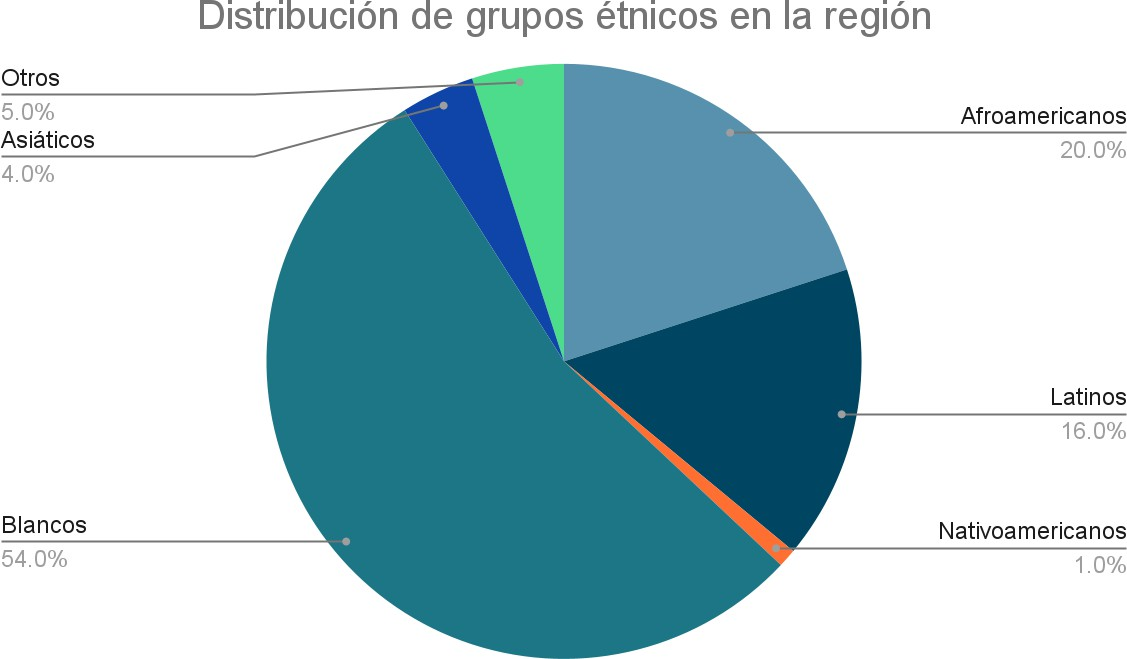 Distribución de grupos étnicos en la región
Otros
5.0%
Asiáticos
4.0%
Blancos
54.0%
Afroamericanos
20.0%
Latinos
16.0%
Nativoamericanos
1.0%